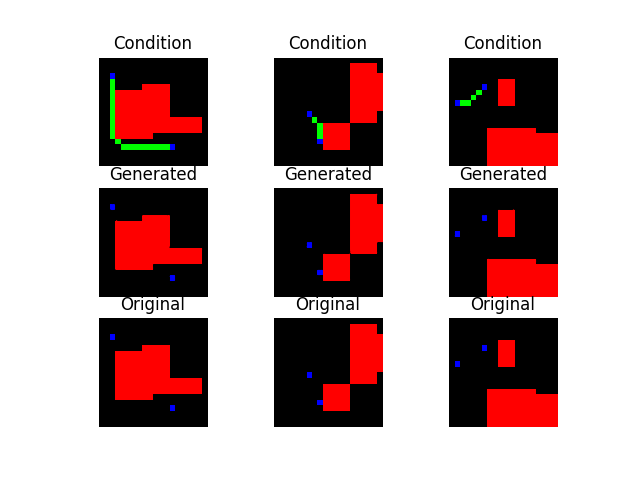 Condition Condition Condition
Generated Generated Generated
Original Original Original